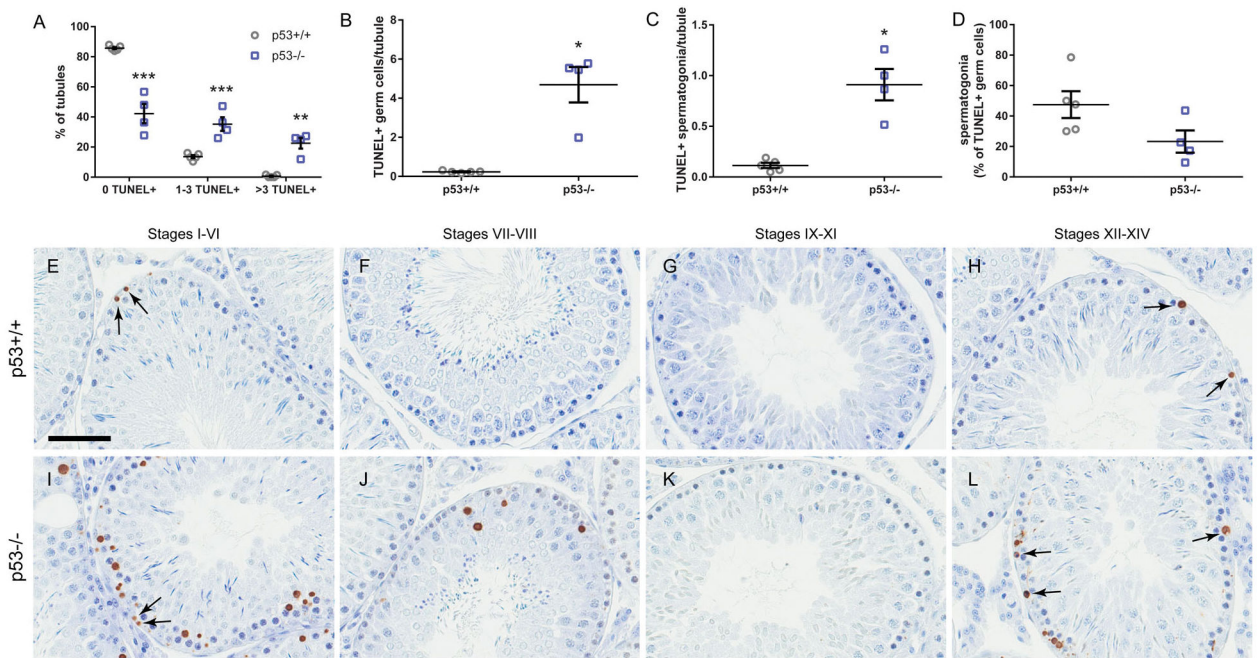 A
% of tubules
100
80
60
40
20
0
p53+/+
p53-/-
***
***
**
0 TUNEL+
1-3 TUNEL+
>3 TUNEL+
B
TUNEL+ germ cells/tubule
8
6
4
2
0
*
p53+/+
p53-/-
C
TUNEL+ spermatogonia/tubule
1.5
1.0
0.5
0.0
*
p53+/+
p53-/-
D
spermatogonia
(% of TUNEL+ germ cells)
100
80
60
40
20
0
p53+/+
p53-/-
Stages I-VI
Stages VII-VIII
Stages IX-XI
Stages XII-XIV
p53+/+
E
F
G
H
p53-/-
I
J
K
L